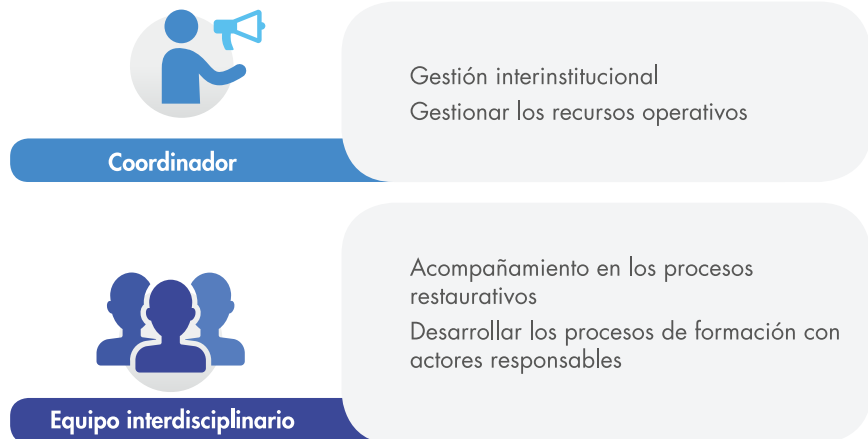 Gestión interinstitucional
Gestionar los recursos operativos
Coordinador
Acompañamiento en los procesos
restaurativos
Desarrollar los procesos de formación con
actores responsables
Equipo interdisciplinario